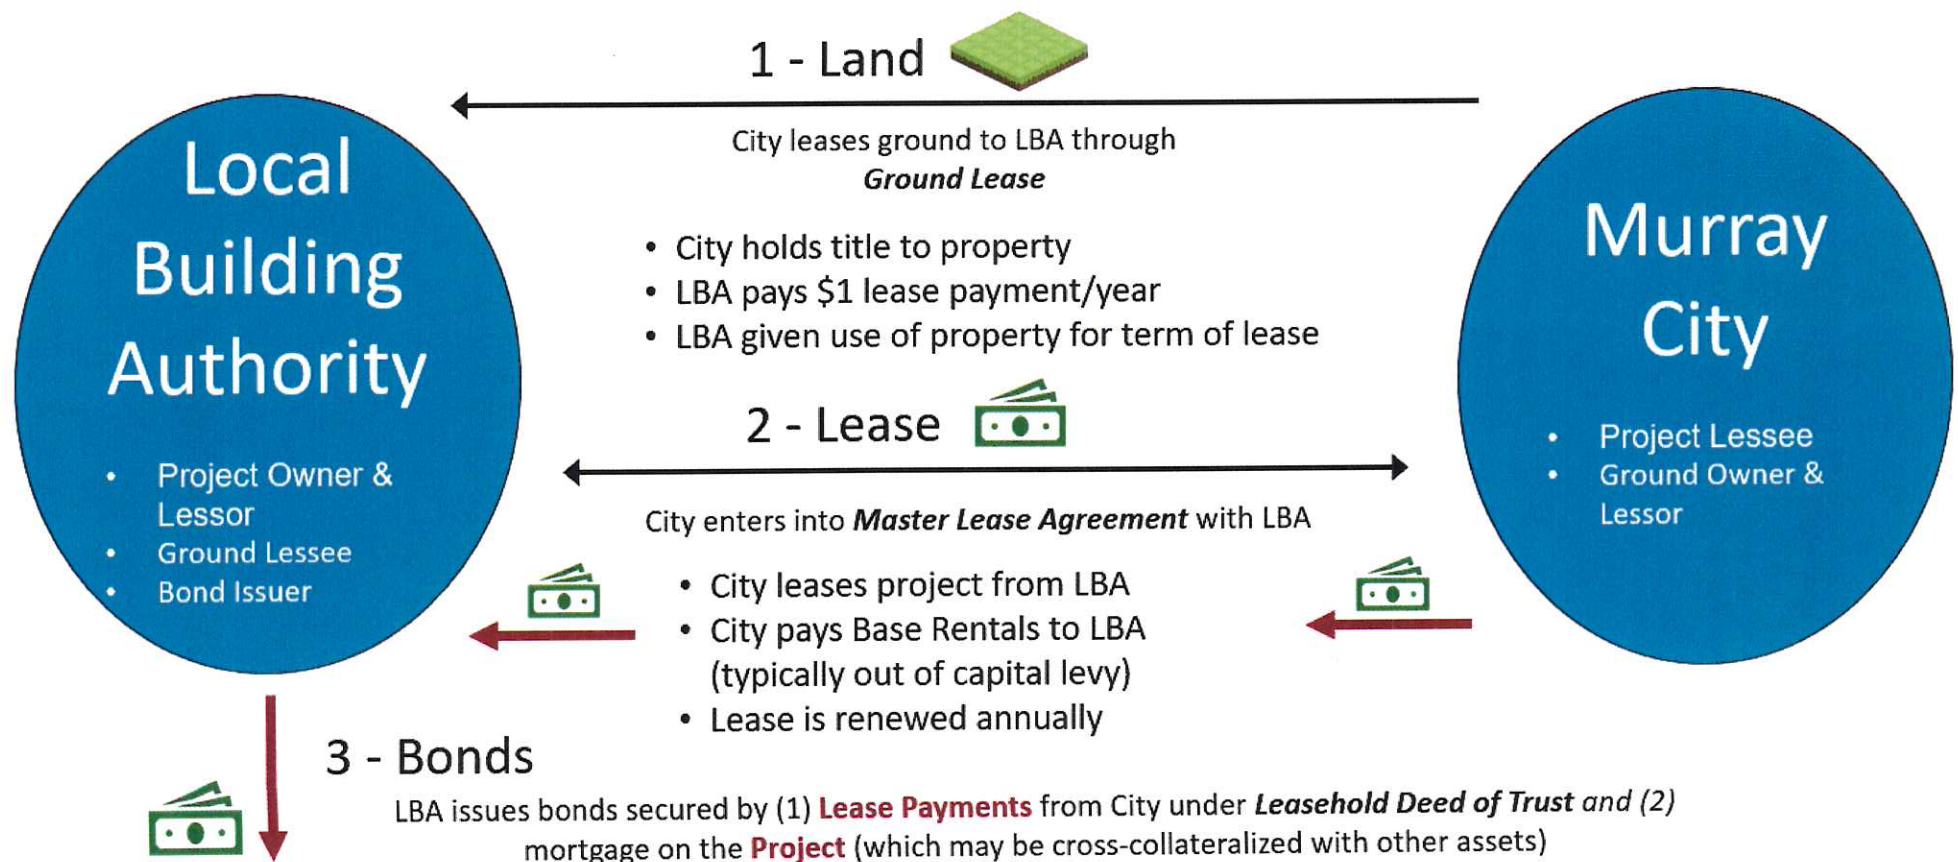 1 - Land
City leases ground to LBA through
Ground Lease
• City holds title to property
• LBA pays $1 lease payment/year
• LBA given use of property for term of lease
Local
Building
Authority
• Project Owner &
Lessor
• Ground Lessee
• Bond Issuer
Murray
City
• Project Lessee
• Ground Owner &
Lessor
2 - Lease
City enters into Master Lease Agreement with LBA
• City leases project from LBA
• City pays Base Rentals to LBA
(typically out of capital levy)
• Lease is renewed annually
3 - Bonds
LBA issues bonds secured by (1) Lease Payments from City under Leasehold Deed of Trust and (2)
mortgage on the Project (which may be cross-collateralized with other assets)